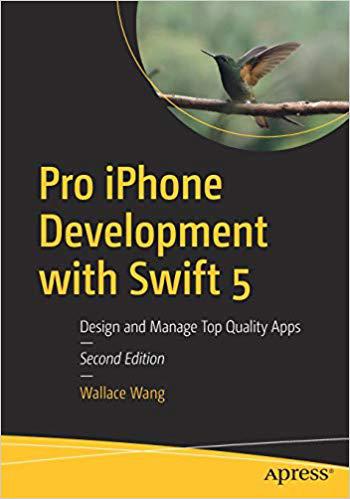 Pro iPhone
Development
with Swift 5
Design and Manage Top Quality Apps
—
Second Edition
—
Wallace Wang
Apress®